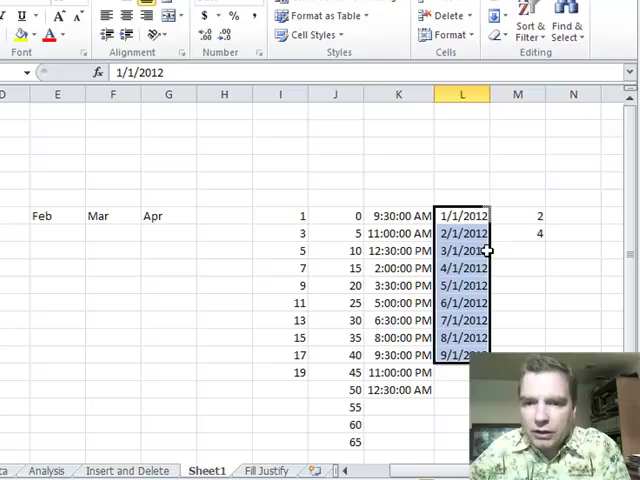 U A $ % , Format as Table Delete Sort & Find &
Cell Styles Format Filter Select
Font Alignment Number Styles Cells Editing
fx 1/1/2012
D E F G H I J K L M N
Feb Mar Apr 1 0 9:30:00 AM 1/1/2012 2
3 5 11:00:00 AM 2/1/2012 4
5 10 12:30:00 PM 3/1/201
7 15 2:00:00 PM 4/1/2012
9 20 3:30:00 PM 5/1/2012
11 25 5:00:00 PM 6/1/2012
13 30 6:30:00 PM 7/1/2012
15 35 8:00:00 PM 8/1/2012
17 40 9:30:00 PM 9/1/2012
19 45 11:00:00 PM
50 12:30:00 AM
55
60
65
ta Analysis Insert and Delete Sheet1 Fill Justify